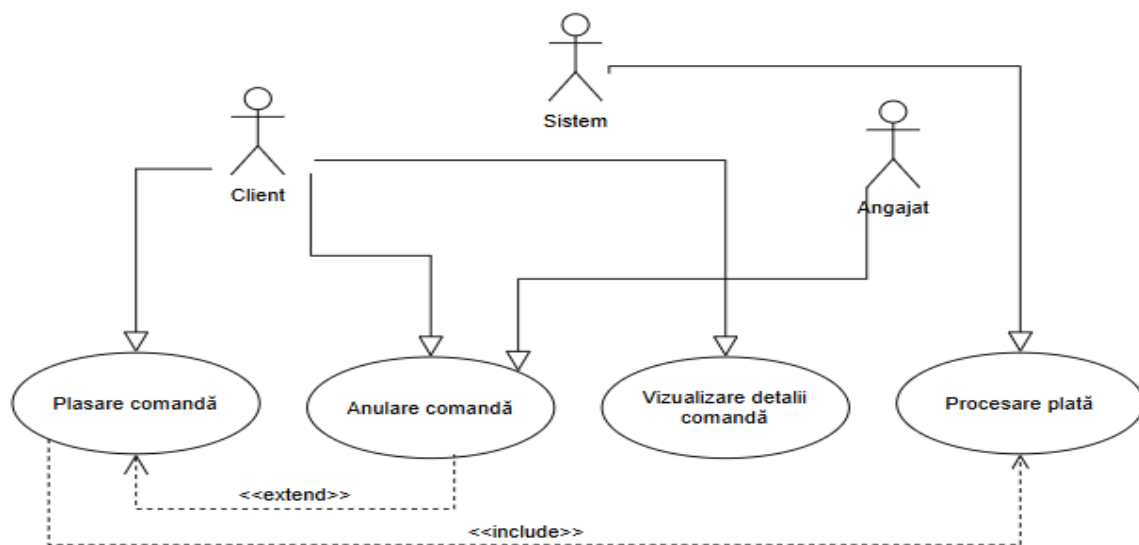 Sistem
Client
Angajat
Plasare comandă
Anulare comandă
Vizualizare detalii
comandă
Procesare plată
<<extend>>
<<include>>